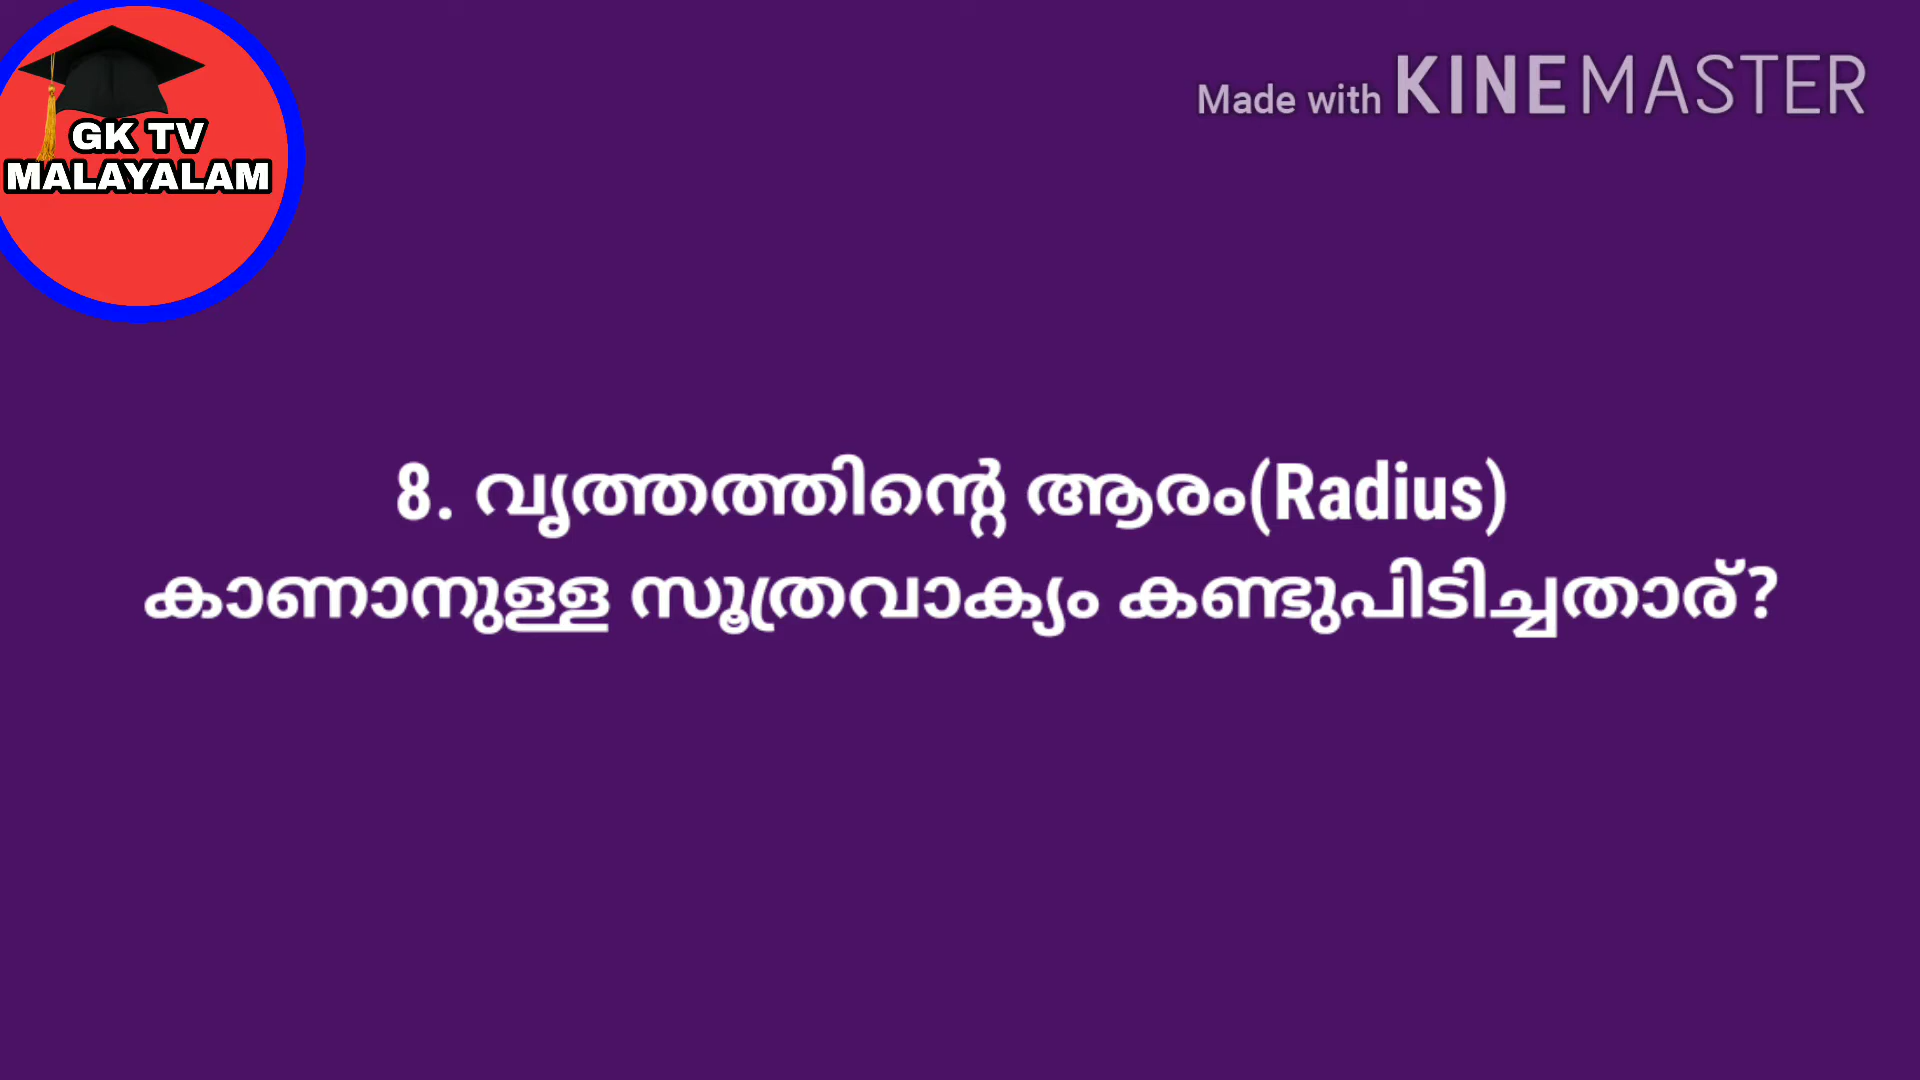 GK TV
MALAYALAM
Made with KINEMASTER
8. വൃത്തത്തിന്റെ ആരം(Radius)
കാണാനുള്ള സൂത്രവാക്യം കണ്ടുപിടിച്ചതാര്?